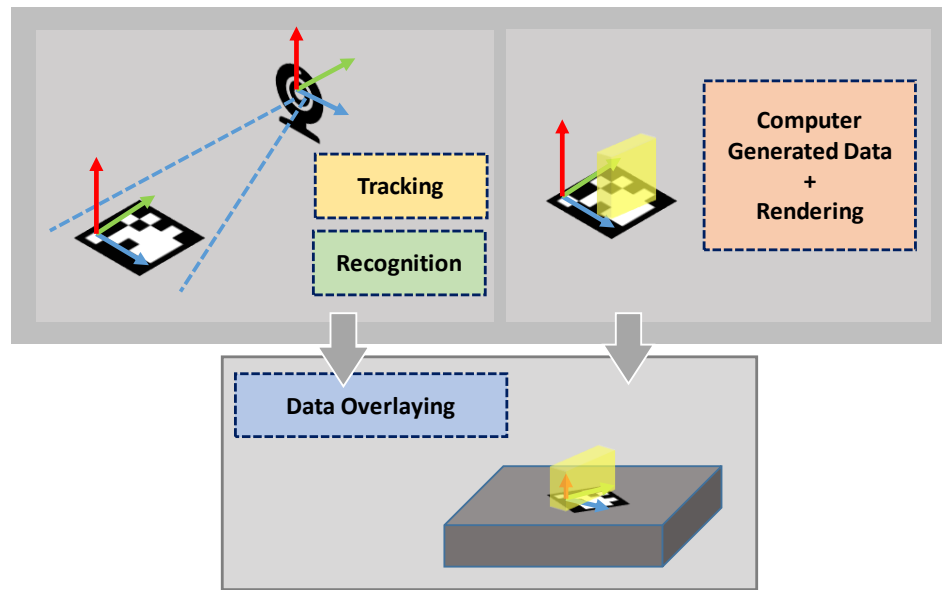 Tracking
Recognition
Computer
Generated Data
+
Rendering
Data Overlaying